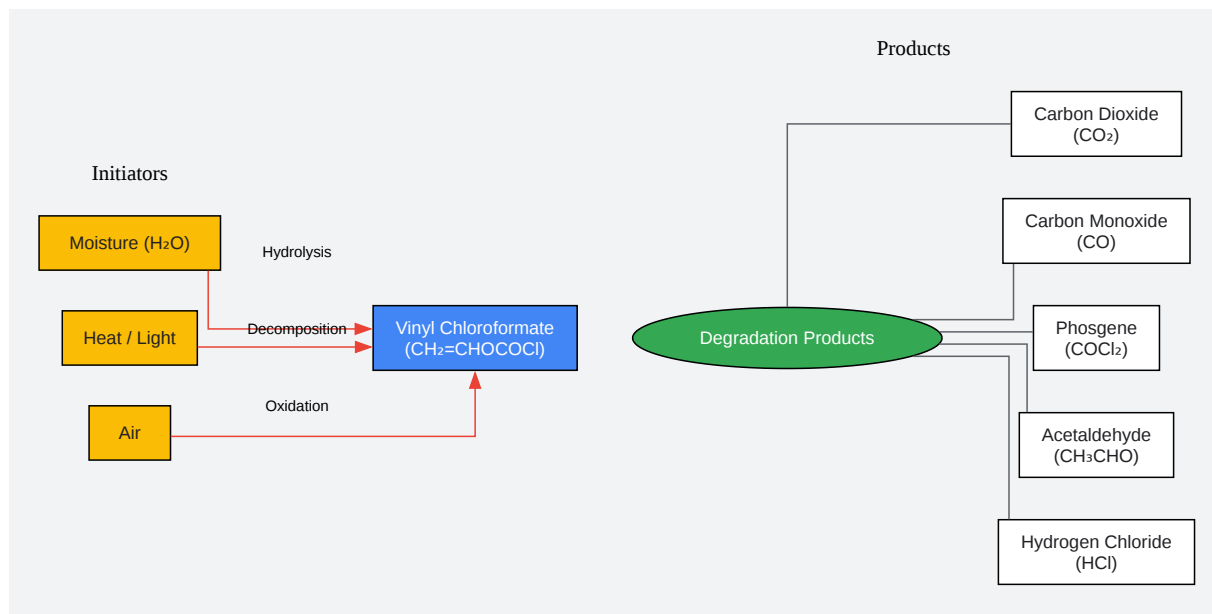 Products
Carbon Dioxide
(CO₂)
Initiators
Carbon Monoxide
(CO)
Moisture (H₂O)
Hydrolysis
Heat / Light
Decomposition
Vinyl Chloroformate
(CH₂=CHOCOCl)
Degradation Products
Phosgene
(COCl₂)
Air
Oxidation
Acetaldehyde
(CH₃CHO)
Hydrogen Chloride
(HCl)